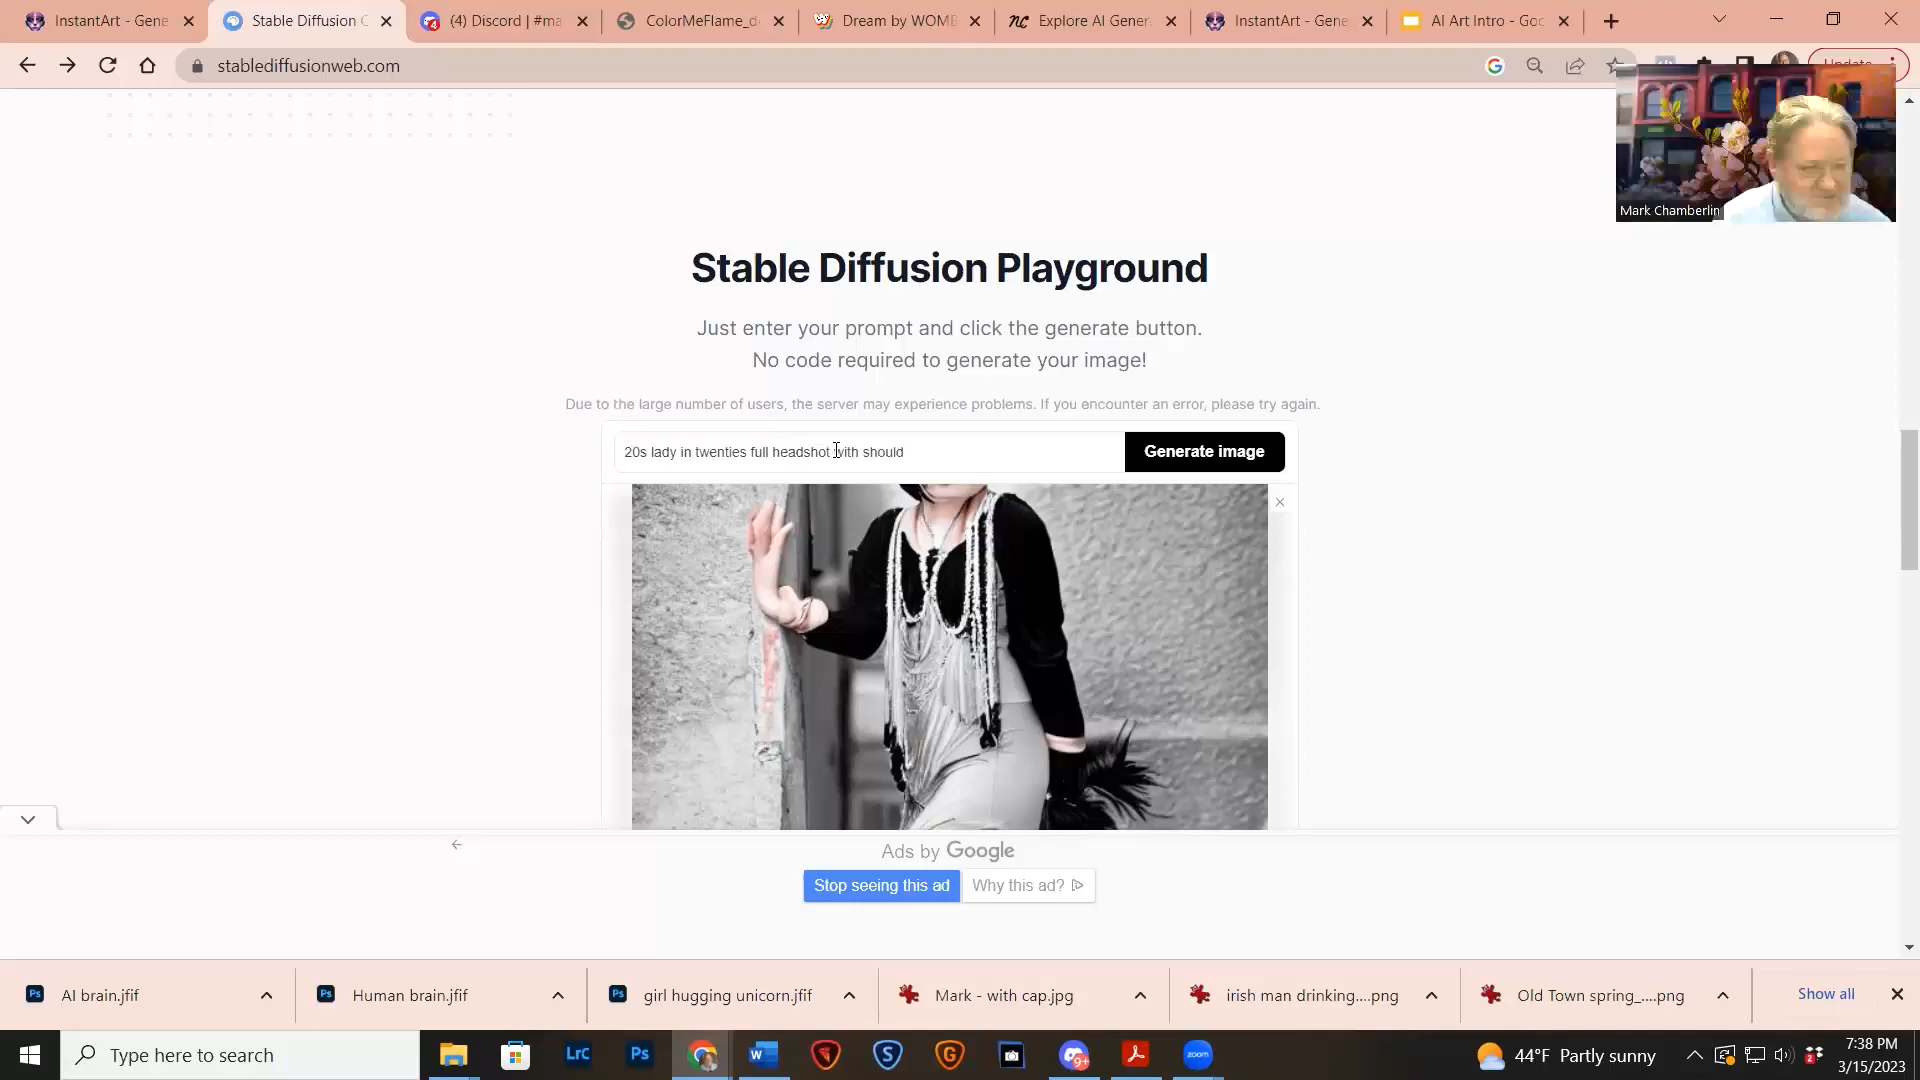 InstantArt - Gene
Stable Diffusion O
(4) Discord | #ma
ColorMeFlame_d
Dream by WOMB
Explore AI Gener
InstantArt - Gene
AI Art Intro - Goo
stablediffusionweb.com
Update
Mark Chamberlin
Stable Diffusion Playground
Just enter your prompt and click the generate button.
No code required to generate your image!
Due to the large number of users, the server may experience problems. If you encounter an error, please try again.
20s lady in twenties full headshot with should
Generate image
Ads by Google
Stop seeing this ad
Why this ad?
AI brain.jfif
Human brain.jfif
girl hugging unicorn.jfif
Mark - with cap.jpg
irish man drinking....png
Old Town spring_....png
Show all
Type here to search
LrC
Ps
44°F Partly sunny
7:38 PM
3/15/2023